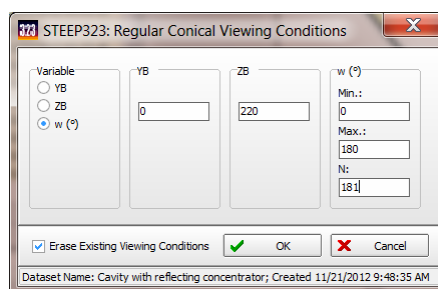 323 STEEP323: Regular Conical Viewing Conditions X
Variable
YB
ZB
w (º)
YB
0
ZB
220
w (º)
Min.:
0
Max.:
180
N:
181
Erase Existing Viewing Conditions
OK
Cancel
Dataset Name: Cavity with reflecting concentrator; Created 11/21/2012 9:48:35 AM